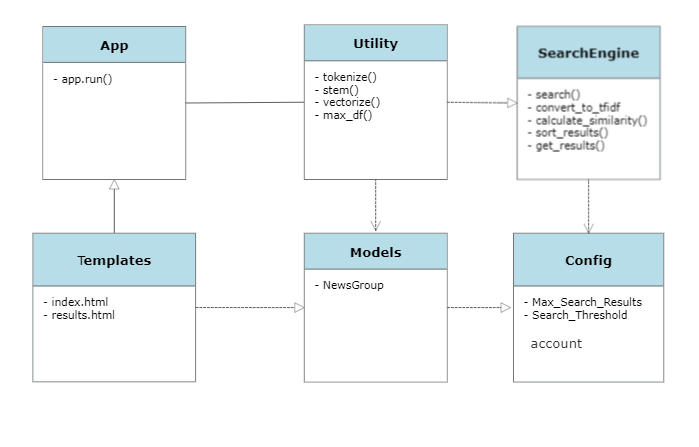 App
- app.run()
Utility
- tokenize()
- stem()
- vectorize()
- max_df()
SearchEngine
- search()
- convert_to_tfidf
- calculate_similarity()
- sort_results()
- get_results()
Templates
- index.html
- results.html
Models
- NewsGroup
Config
- Max_Search_Results
- Search_Threshold
account